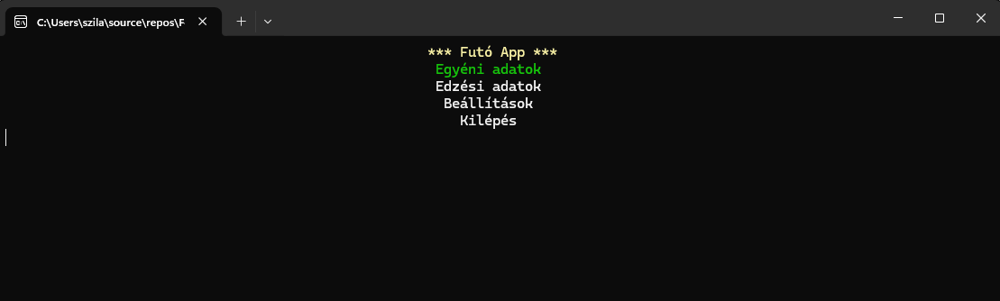 C:\Users\szila\source\repos\F
*** Futó App ***
Egyéni adatok
Edzési adatok
Beállítások
Kilépés